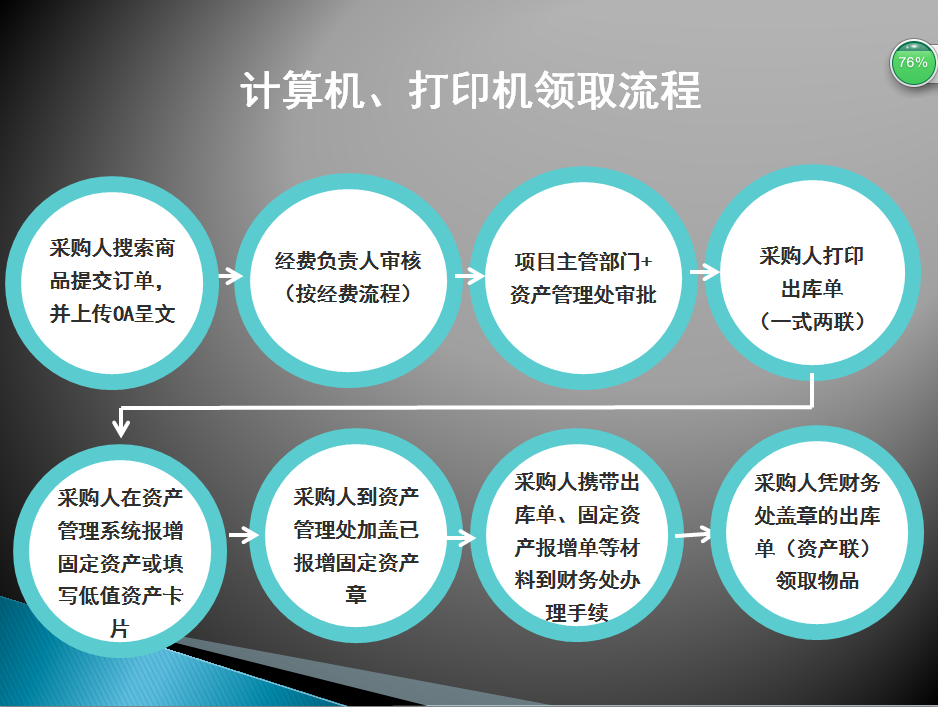 76%
计算机、打印机领取流程
采购人搜索商
品提交订单，
并上传OA呈文
经费负责人审核
（按经费流程）
项目主管部门+
资产管理处审批
采购人打印
出库单
（一式两联）
采购人在资产
管理系统报增
固定资产或填
写低值资产卡
片
采购人到资产
管理处加盖已
报增固定资产
章
采购人携带出
库单、固定资
产报增单等材
料到财务处办
理手续
采购人凭财务
处盖章的出库
单（资产联）
领取物品